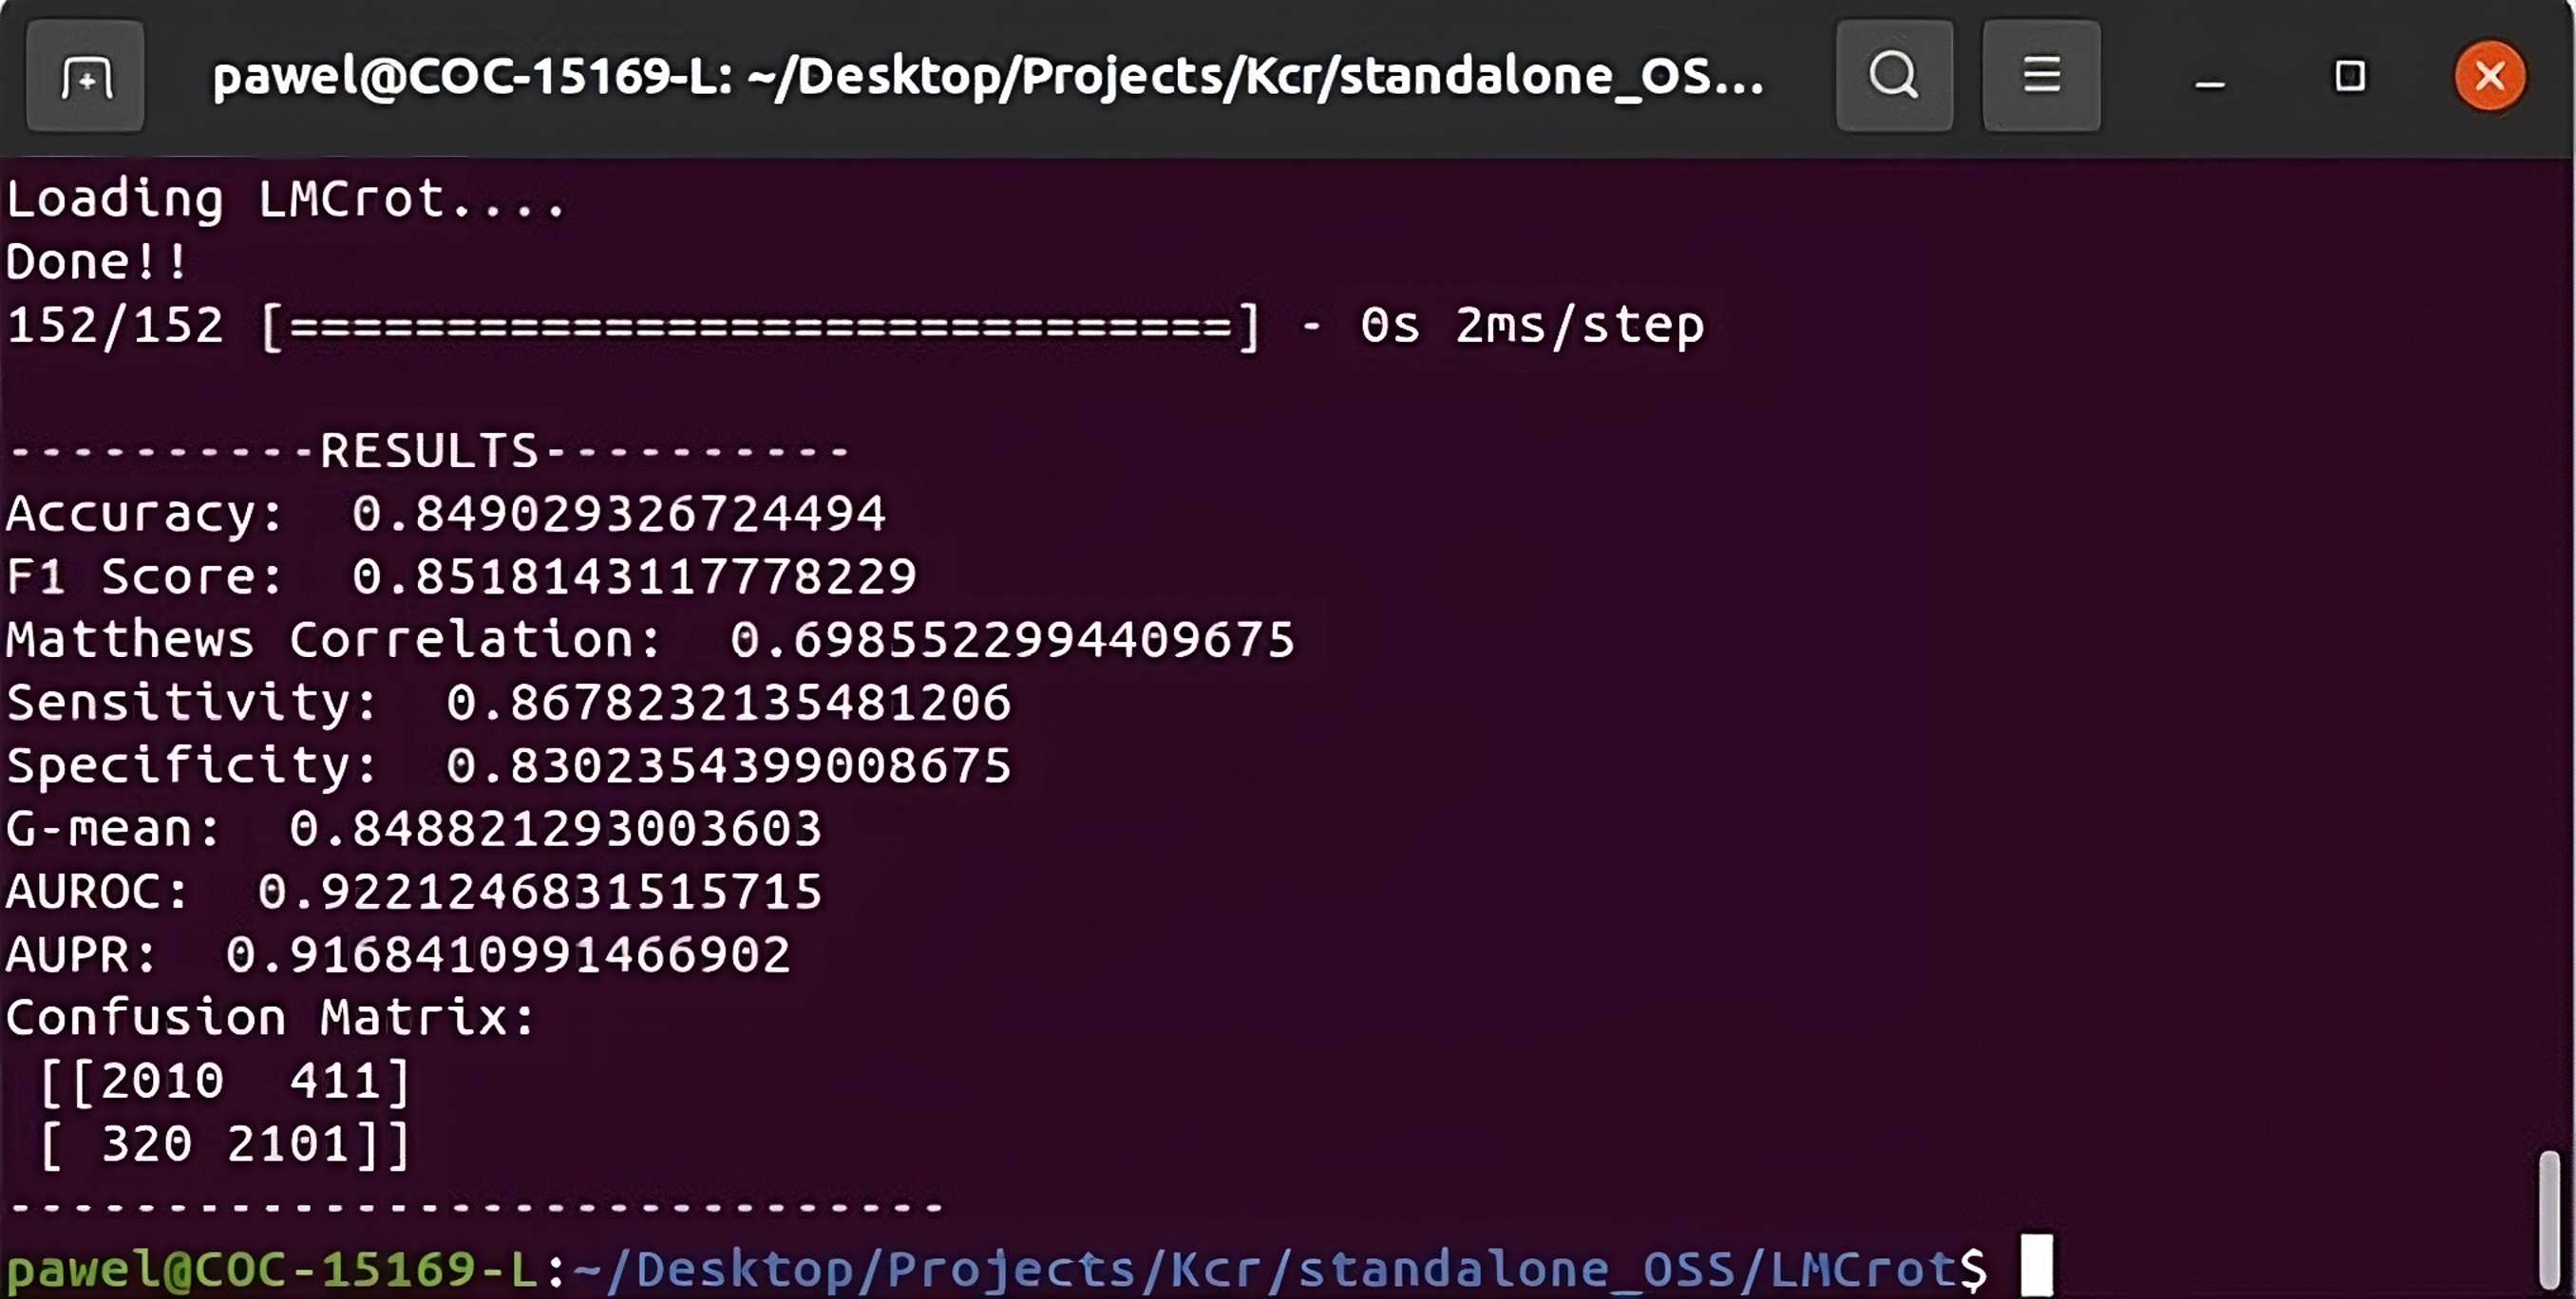 pawel@COC-15169-L: ~/Desktop/Projects/Kcr/standalone_OS...
Loading LMCrot....
Done!!
152/152 [==============================] - 0s 2ms/step
----------RESULTS----------
Accuracy:  0.849029326724494
F1 Score:  0.8518143117778229
Matthews Correlation:  0.6985522994409675
Sensitivity:  0.8678232135481206
Specificity:  0.8302354399008675
G-mean:  0.848821293003603
AUROC:  0.9221246831515715
AUPR:  0.9168410991466902
Confusion Matrix:
 [[2010  411]
 [ 320 2101]]
------------------------------
pawel@COC-15169-L:~/Desktop/Projects/Kcr/standalone_OSS/LMCrot$